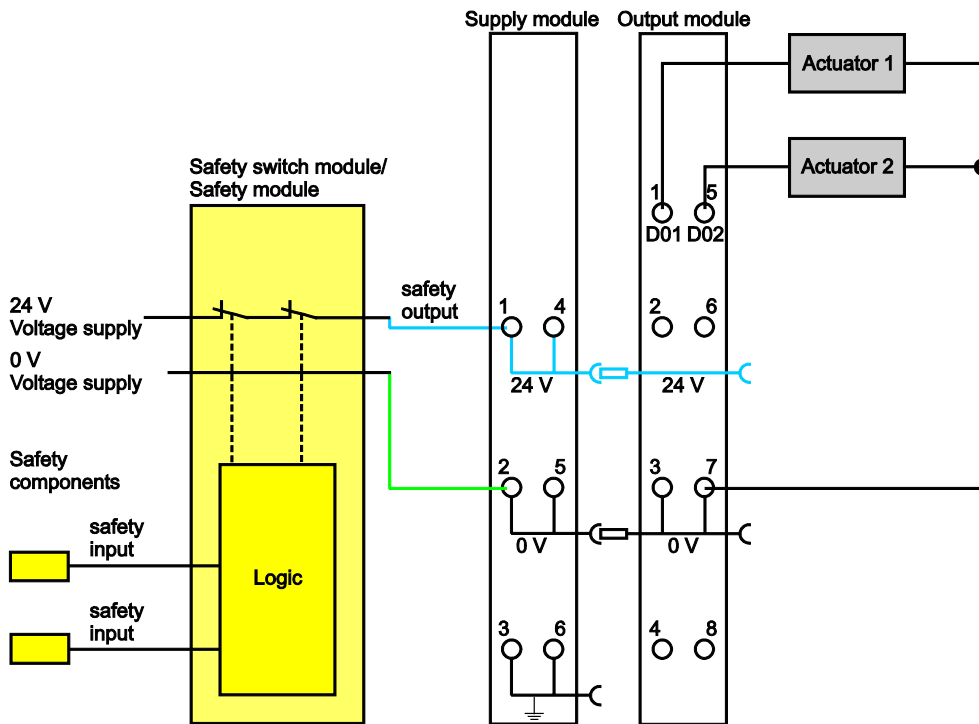 Supply module
Output module
Actuator 1
Actuator 2
Safety switch module/
Safety module
1
5
D01
D02
24 V
Voltage supply
safety
output
1
4
2
6
0 V
Voltage supply
24 V
24 V
Safety
components
2
5
3
7
safety
input
0 V
0 V
Logic
safety
input
3
6
4
8